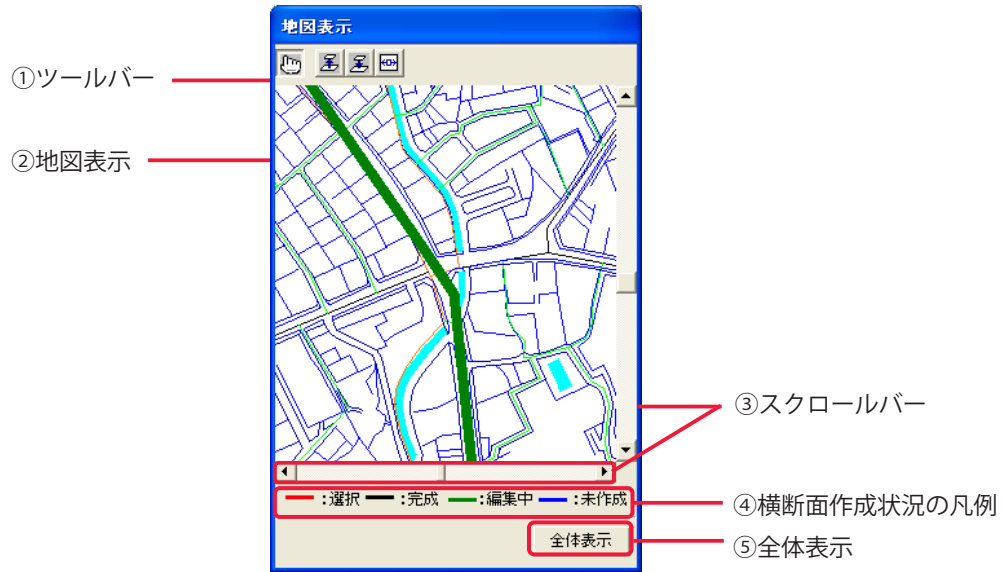 地図表示
①ツールバー
②地図表示
③スクロールバー
:選択 :完成 :編集中 :未作成
④横断面作成状況の凡例
全体表示
⑤全体表示